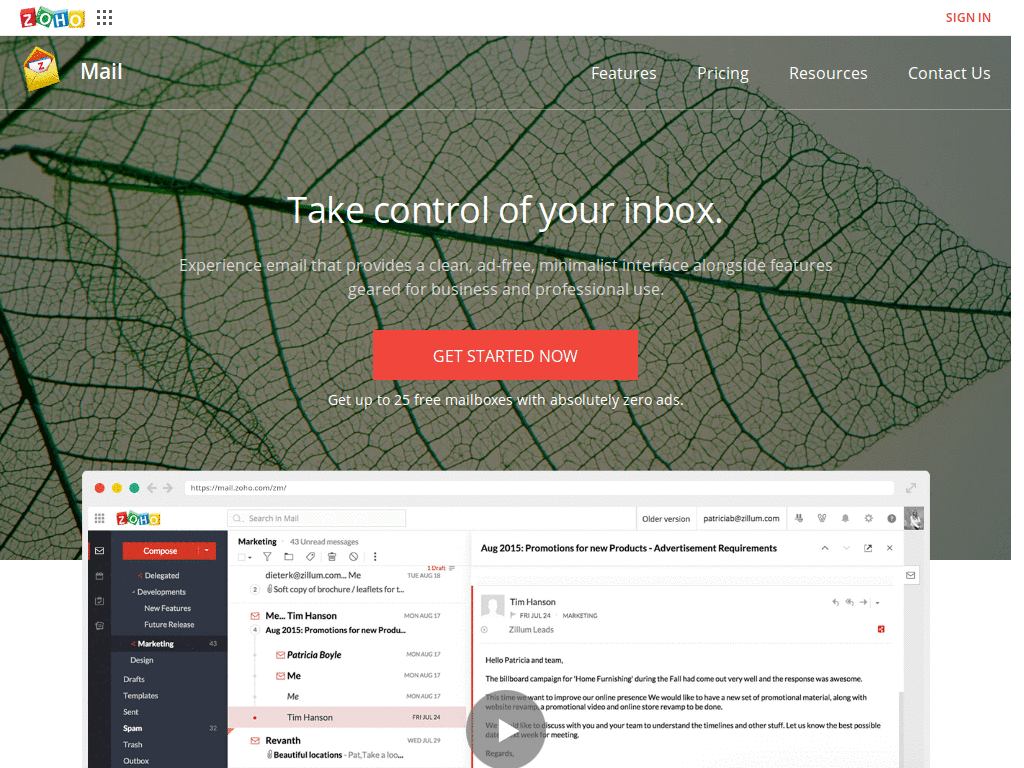 ZOHO
SIGN IN
Mail
Features
Pricing
Resources
Contact Us
Take control of your inbox.
Experience email that provides a clean, ad-free, minimalist interface alongside features
geared for business and professional use.
GET STARTED NOW
Get up to 25 free mailboxes with absolutely zero ads.
https://mail.zoho.com/zm/
ZOHO
Search in Mail
Older version
patriciab@zillum.com
Compose
Delegated
Developments
New Features
Future Release
Marketing 43
Design
Drafts
Templates
Sent
Spam 32
Trash
Outbox
Marketing 43 Unread messages
1 Draft
dieterk@zillum.com... Me TUE AUG 18
2 Soft copy of brochure / leaflets for t...
Me... Tim Hanson MON AUG 17
4 Aug 2015: Promotions for new Produ...
Patricia Boyle MON AUG 17
Me MON AUG 17
Me MON AUG 17
Tim Hanson FRI JUL 24
Revanth WED JUL 29
Beautiful locations - Pat,Take a loo...
Aug 2015: Promotions for new Products - Advertisement Requirements
Tim Hanson
FRI JUL 24 · MARKETING
Zillum Leads
Hello Patricia and team,
The billboard campaign for 'Home Furnishing' during the Fall had come out very well and the response was awesome.
This time we want to improve our online presence We would like to have a new set of promotional material, along with
website revamp, a promotional video and online store revamp to be done.
like to discuss with you and your team to understand the timelines and other stuff. Let us know the best possible
week for meeting.
Regards,